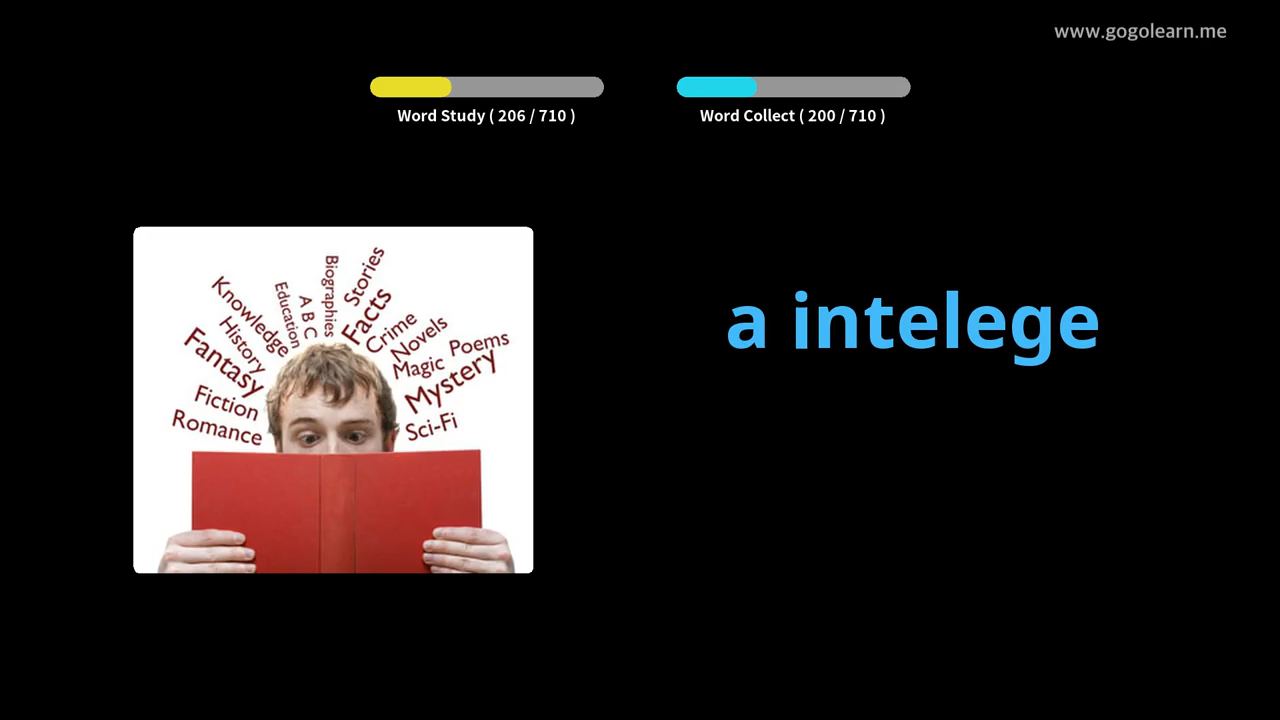 www.gogolearn.me
Word Study ( 206 / 710 )
Word Collect ( 200 / 710 )
a intelege
Knowledge
History
Fantasy
Fiction
Romance
Education
A B C
Biographies
Stories
Facts
Crime
Novels
Poems
Magic
Mystery
Sci-Fi